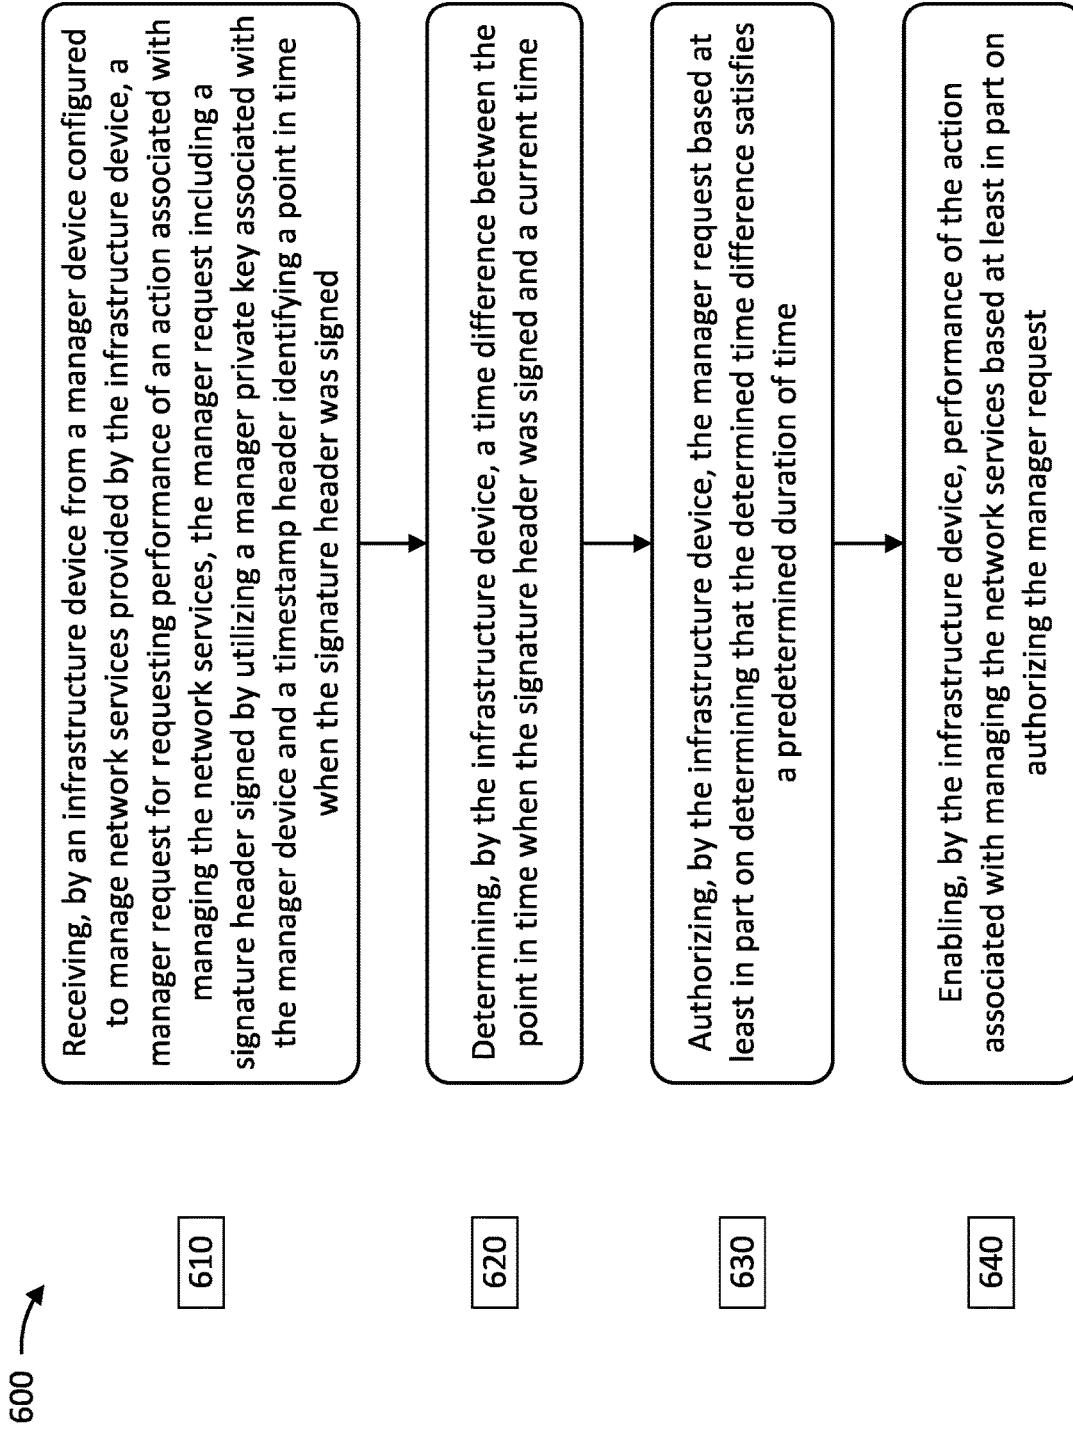 600
610
Receiving, by an infrastructure device from a manager device configured
to manage network services provided by the infrastructure device, a
manager request for requesting performance of an action associated with
managing the network services, the manager request including a
signature header signed by utilizing a manager private key associated with
the manager device and a timestamp header identifying a point in time
when the signature header was signed
620
Determining, by the infrastructure device, a time difference between the
point in time when the signature header was signed and a current time
630
Authorizing, by the infrastructure device, the manager request based at
least in part on determining that the determined time difference satisfies
a predetermined duration of time
640
Enabling, by the infrastructure device, performance of the action
associated with managing the network services based at least in part on
authorizing the manager request